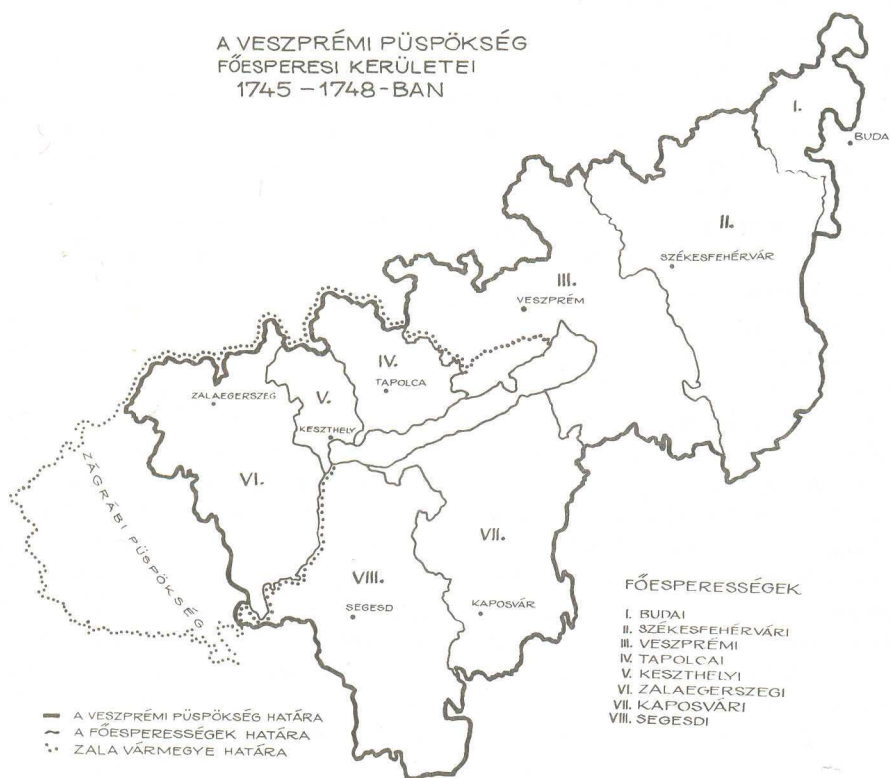 A VESZPRÉMI PÜSPÖKSÉG
FŐESPERESI KERÜLETEI
1745 – 1748-BAN
I.
BUDA
II.
SZÉKESFEHÉRVÁR
III.
VESZPRÉM
IV.
TAPOLCA
V.
KESZTHELY
ZALAEGERSZEG
VI.
ZÁGRÁBI PÜSPÖKSÉG
VII.
KAPOSVÁR
VIII.
SEGESD
FŐESPERESSÉGEK
I. BUDAI
II. SZÉKESFEHÉRVÁRI
III. VESZPRÉMI
IV. TAPOLCAI
V. KESZTHELYI
VI. ZALAEGERSZEGI
VII. KAPOSVÁRI
VIII. SEGESDI
A VESZPRÉMI PÜSPÖKSÉG HATÁRA
A FŐESPERESSÉGEK HATÁRA
ZALA VÁRMEGYE HATÁRA